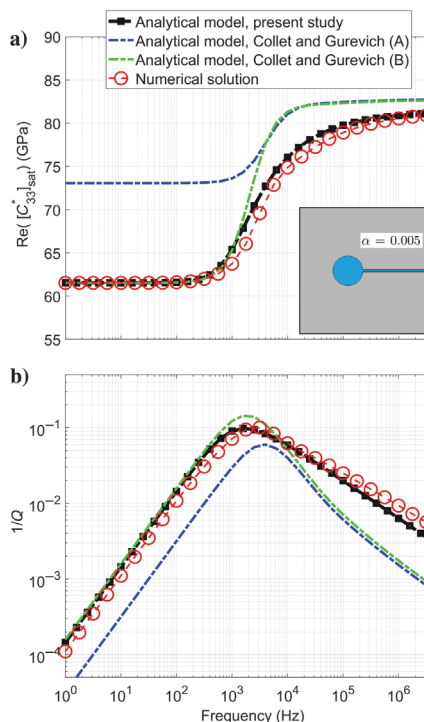 Analytical model, present study
Analytical model, Collet and Gurevich (A)
Analytical model, Collet and Gurevich (B)
Numerical solution
a)
90
85
80
75
70
65
60
55
Re( [C*33]sat) (GPa)
α = 0.005
b)
10⁻¹
10⁻²
10⁻³
10⁻⁴
1/Q
10⁰ 10¹ 10² 10³ 10⁴ 10⁵ 10⁶
Frequency (Hz)